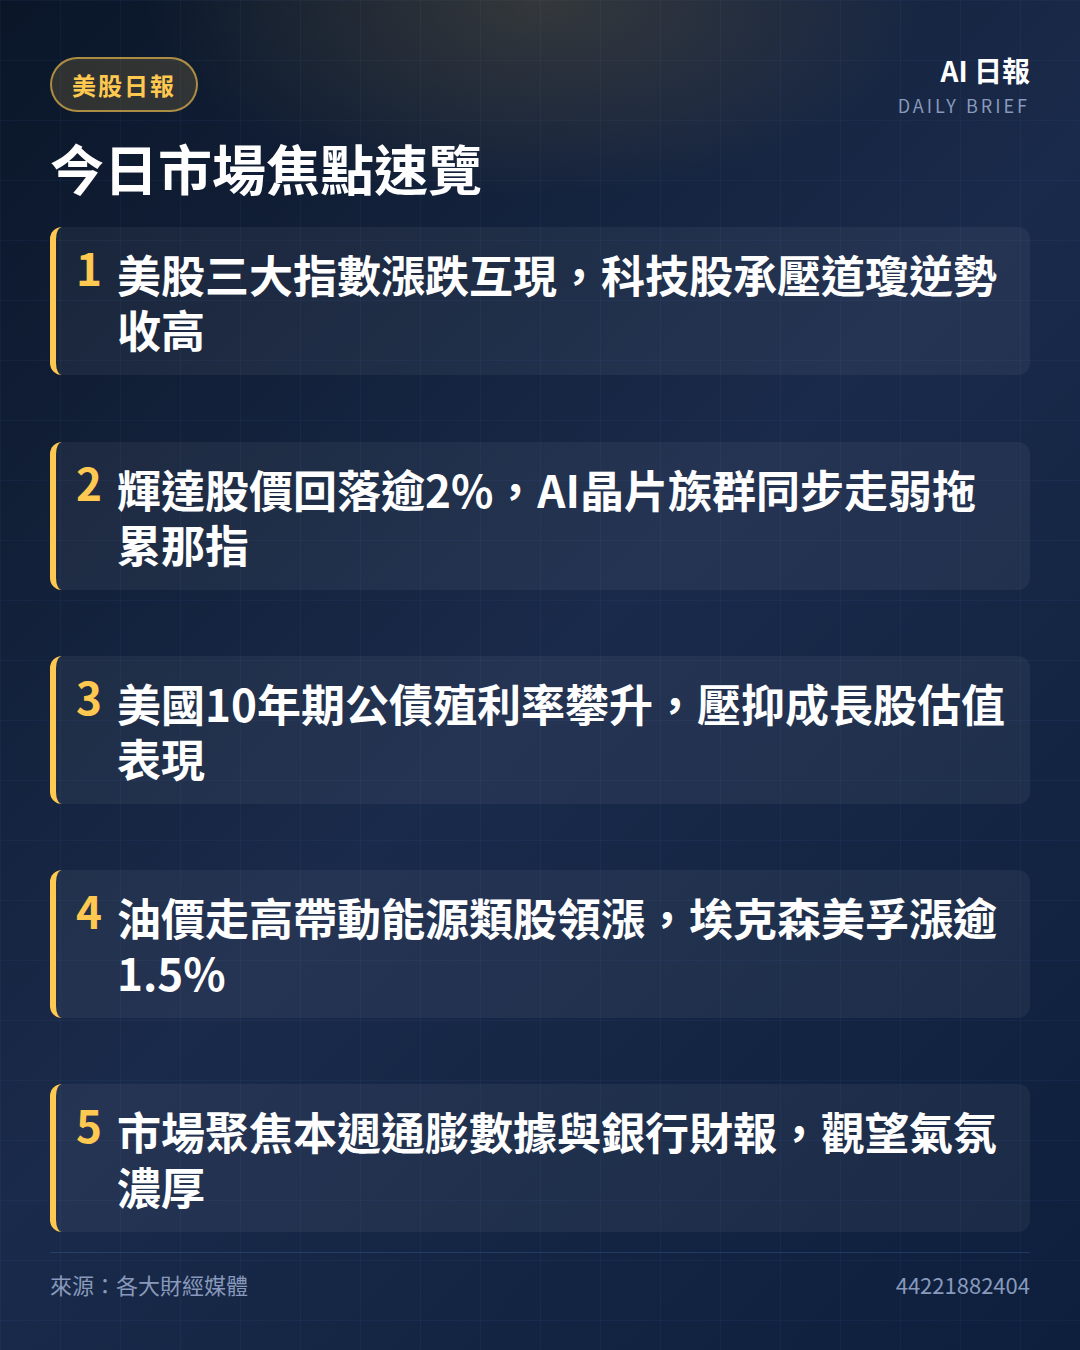 美股日報
AI 日報
DAILY BRIEF
今日市場焦點速覽
1 美股三大指數漲跌互現，科技股承壓道瓊逆勢
收高
2 輝達股價回落逾2%，AI晶片族群同步走弱拖
累那指
3 美國10年期公債殖利率攀升，壓抑成長股估值
表現
4 油價走高帶動能源類股領漲，埃克森美孚漲逾
1.5%
5 市場聚焦本週通膨數據與銀行財報，觀望氣氛
濃厚
來源：各大財經媒體
44221882404